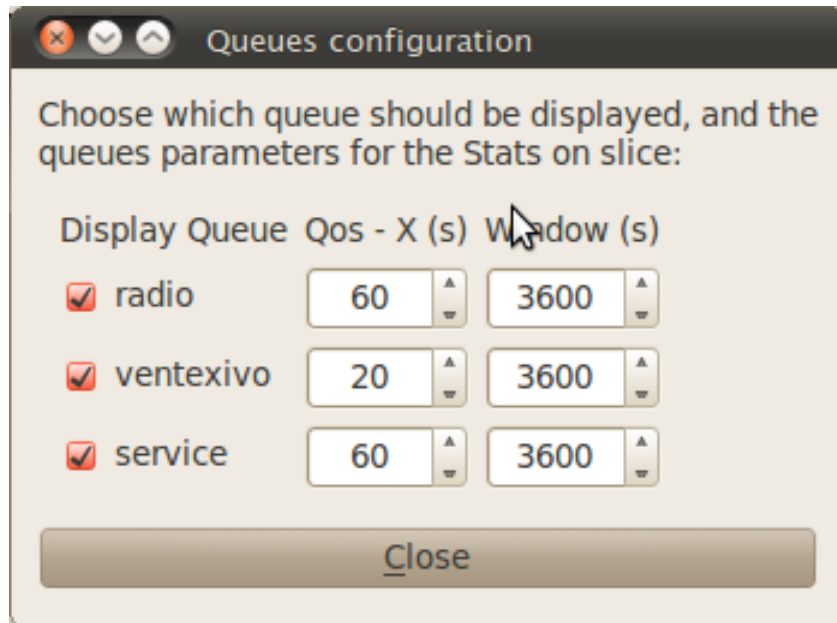 Queues configuration
Choose which queue should be displayed, and the
queues parameters for the Stats on slice:
Display Queue Qos - X (s) Window (s)
radio 60 3600
ventexivo 20 3600
service 60 3600
Close